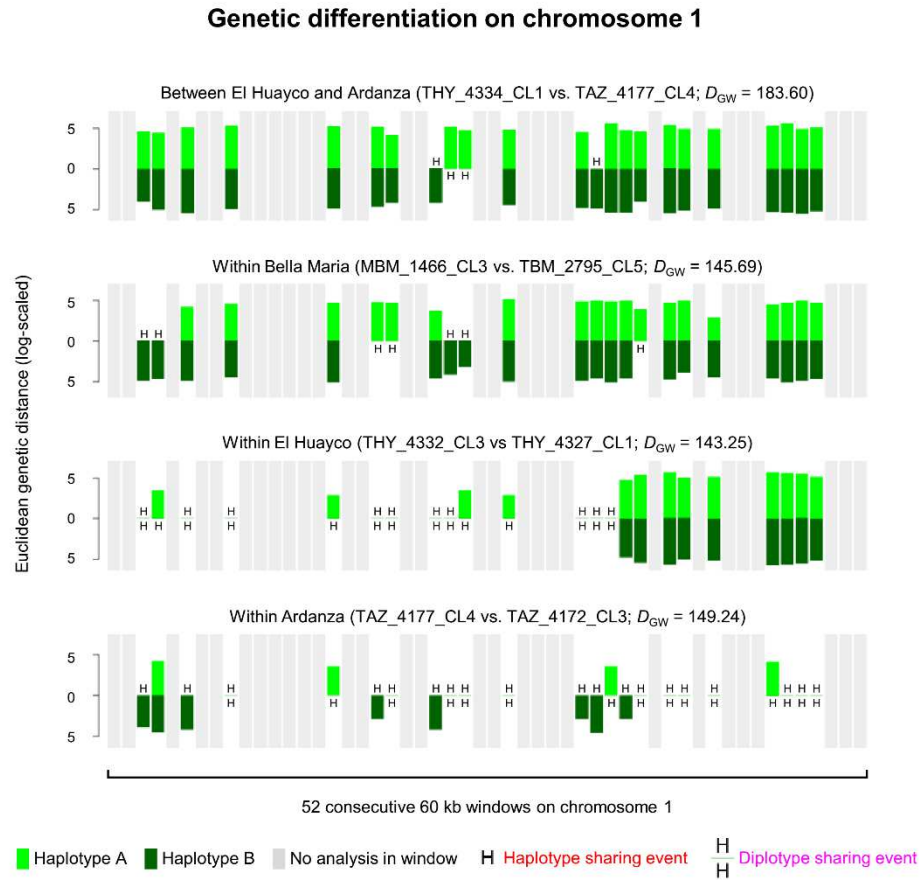 Genetic differentiation on chromosome 1
Between El Huayco and Ardanza (THY_4334_CL1 vs. TAZ_4177_CL4; DGW = 183.60)
5
0
5
H
H
H H
Within Bella Maria (MBM_1466_CL3 vs. TBM_2795_CL5; DGW = 145.69)
5
0
5
H H
H
H H
H
H
Within El Huayco (THY_4332_CL3 vs THY_4327_CL1; DGW = 143.25)
5
0
5
H H H H H H H H H H
H H H H H H H H H H H H H H
Within Ardanza (TAZ_4177_CL4 vs. TAZ_4172_CL3; DGW = 149.24)
5
0
5
H H H H H H H H H H H H H H H H H H H
H H H H H H H H H H H H H H
Euclidean genetic distance (log-scaled)
52 consecutive 60 kb windows on chromosome 1
Haplotype A
Haplotype B
No analysis in window
H Haplotype sharing event
H
H
Diplotype sharing event